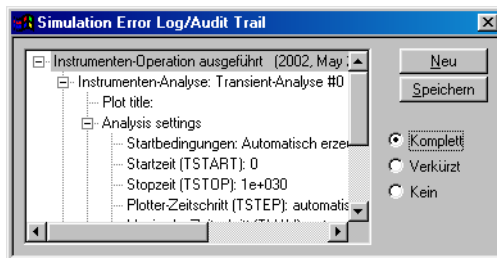 Simulation Error Log/Audit Trail
Instrumenten-Operation ausgeführt (2002, May
Instrumenten-Analyse: Transient-Analyse #0
Plot title:
Analysis settings
Startbedingungen: Automatisch erzeu
Startzeit (TSTART): 0
Stopzeit (TSTOP): 1e+030
Plotter-Zeitschritt (TSTEP): automatis
Neu
Speichern
Komplett
Verkürzt
Kein